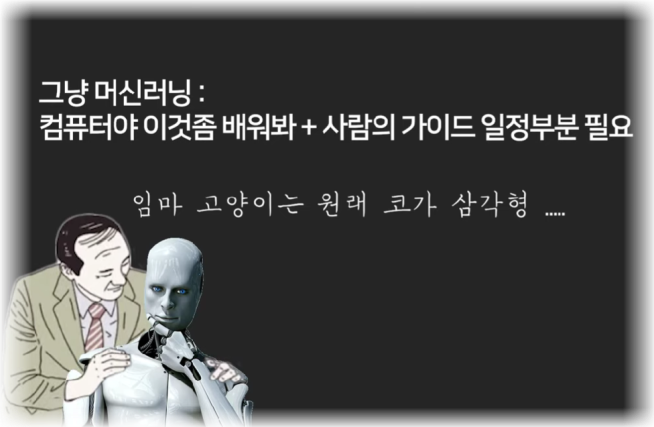 그냥 머신러닝 :
컴퓨터야 이것좀 배워봐 + 사람의 가이드 일정부분 필요
임마 고양이는 원래 코가 삼각형 .....